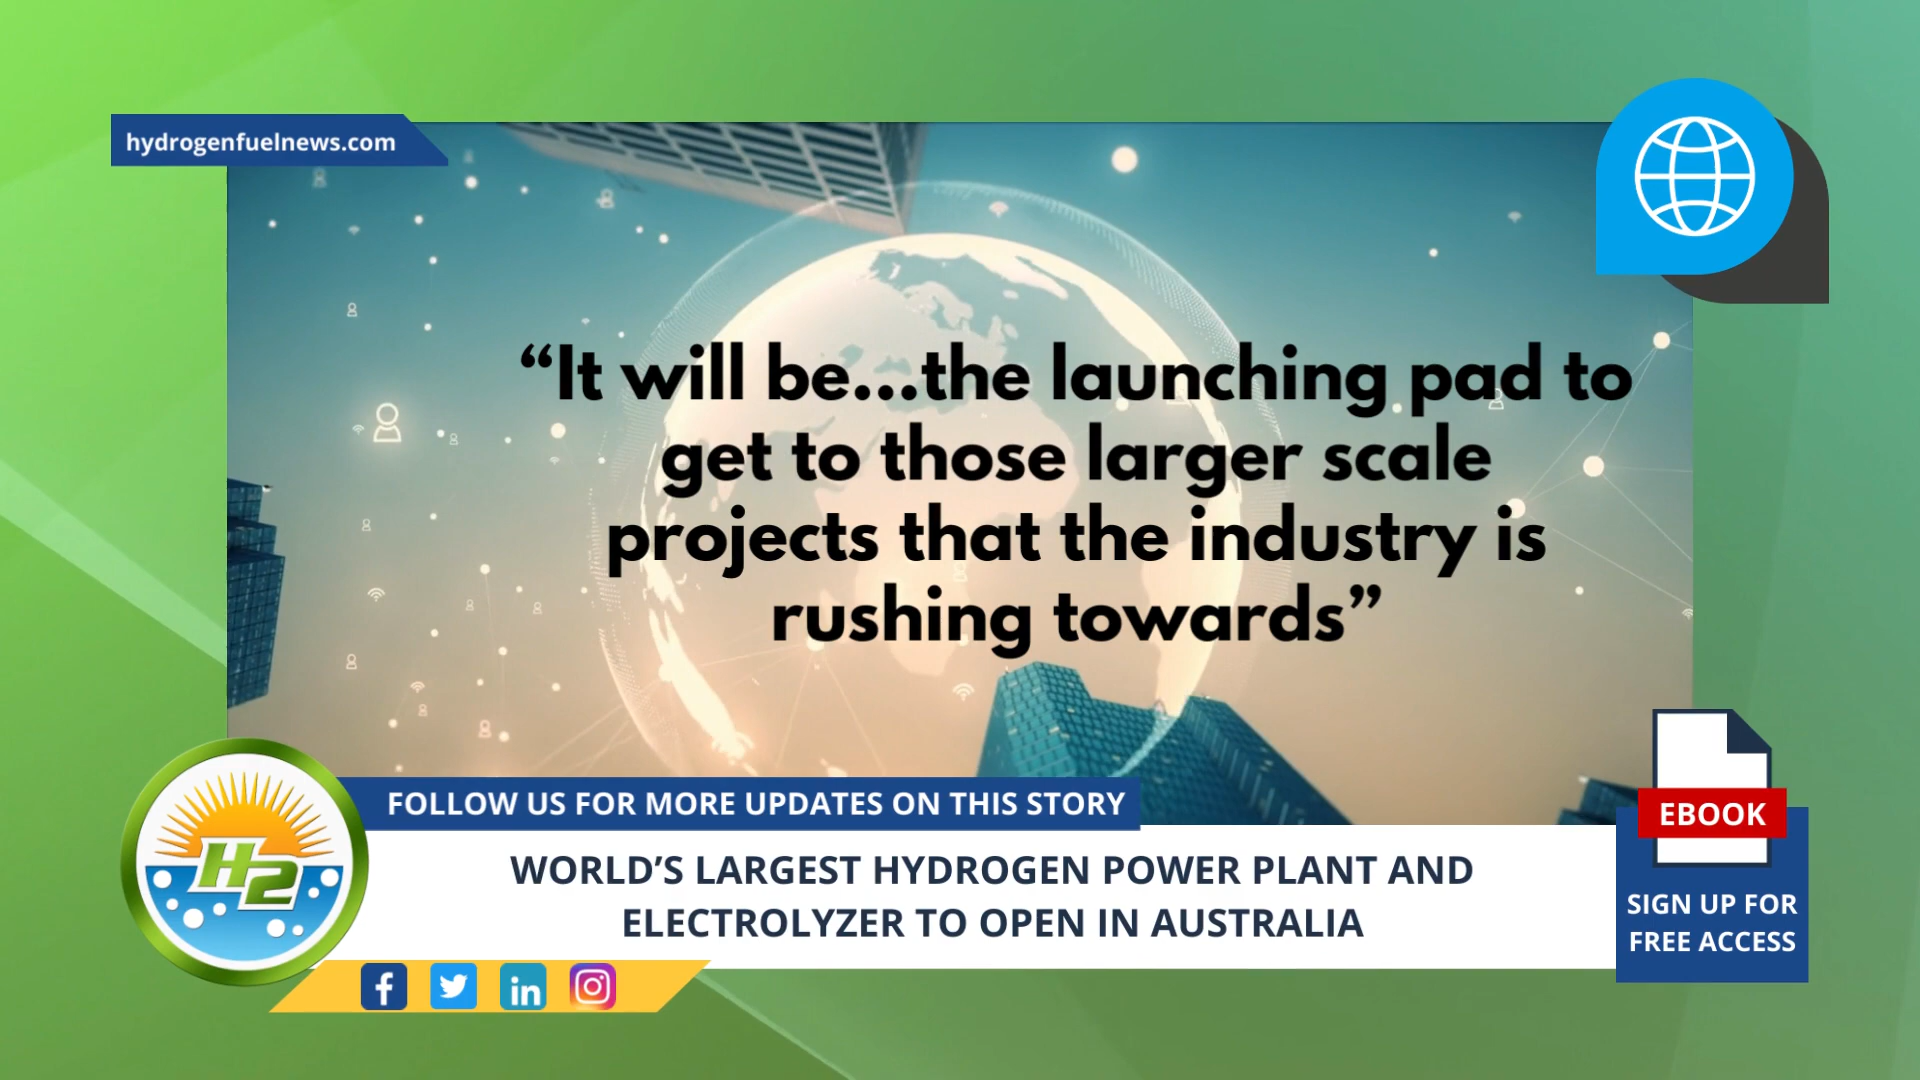 hydrogenfuelnews.com
“It will be...the launching pad to
get to those larger scale
projects that the industry is
rushing towards”
FOLLOW US FOR MORE UPDATES ON THIS STORY
WORLD’S LARGEST HYDROGEN POWER PLANT AND
ELECTROLYZER TO OPEN IN AUSTRALIA
H2
EBOOK
SIGN UP FOR
FREE ACCESS